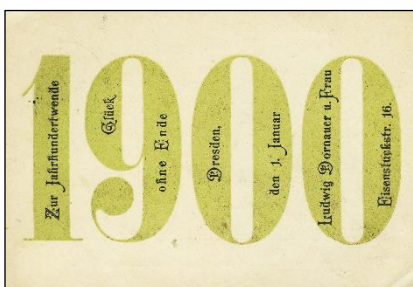 1900
Zur Jahrhundertwende
Glück
ohne Ende
Dresden,
den 1. Januar
Ludwig Dornauer u. Frau
Eisenstuckstr. 16.